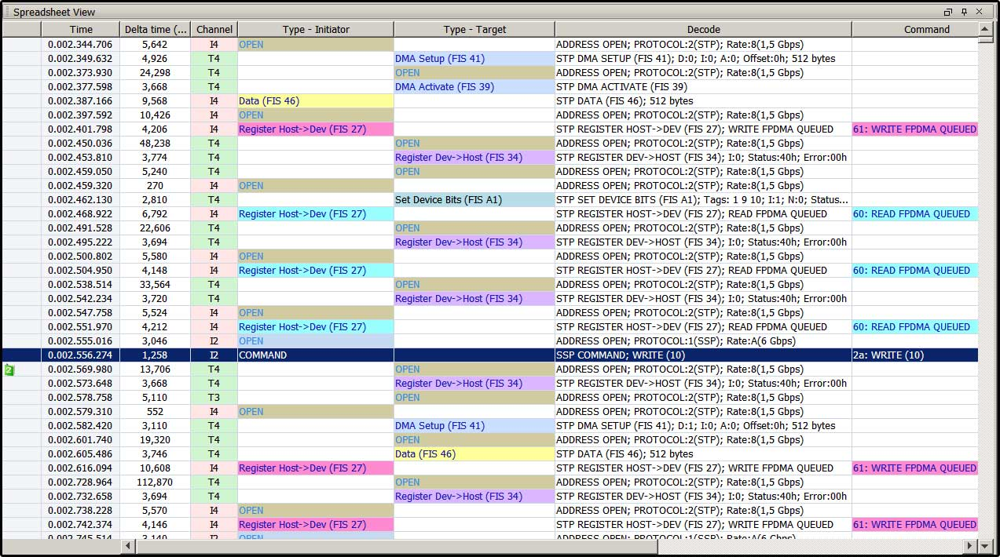 Spreadsheet View
Time Delta time (... Channel Type - Initiator Type - Target Decode Command
0.002.344.706 5,642 I4 OPEN ADDRESS OPEN; PROTOCOL:2(STP); Rate:8(1,5 Gbps)
0.002.349.632 4,926 T4 DMA Setup (FIS 41) STP DMA SETUP (FIS 41); D:0; I:0; A:0; Offset:0h; 512 bytes
0.002.373.930 24,298 T4 OPEN ADDRESS OPEN; PROTOCOL:2(STP); Rate:8(1,5 Gbps)
0.002.377.598 3,668 T4 DMA Activate (FIS 39) STP DMA ACTIVATE (FIS 39)
0.002.387.166 9,568 I4 Data (FIS 46) STP DATA (FIS 46); 512 bytes
0.002.397.592 10,426 I4 OPEN ADDRESS OPEN; PROTOCOL:2(STP); Rate:8(1,5 Gbps)
0.002.401.798 4,206 I4 Register Host->Dev (FIS 27) STP REGISTER HOST->DEV (FIS 27); WRITE FPDMA QUEUED 61: WRITE FPDMA QUEUED
0.002.450.036 48,238 T4 OPEN ADDRESS OPEN; PROTOCOL:2(STP); Rate:8(1,5 Gbps)
0.002.453.810 3,774 T4 Register Dev->Host (FIS 34) STP REGISTER DEV->HOST (FIS 34); I:0; Status:40h; Error:00h
0.002.459.050 5,240 T4 OPEN ADDRESS OPEN; PROTOCOL:2(STP); Rate:8(1,5 Gbps)
0.002.459.320 270 I4 OPEN ADDRESS OPEN; PROTOCOL:2(STP); Rate:8(1,5 Gbps)
0.002.462.130 2,810 T4 Set Device Bits (FIS A1) STP SET DEVICE BITS (FIS A1); Tags: 1 9 10; I:1; N:0; Status...
0.002.468.922 6,792 I4 Register Host->Dev (FIS 27) STP REGISTER HOST->DEV (FIS 27); READ FPDMA QUEUED 60: READ FPDMA QUEUED
0.002.491.528 22,606 T4 OPEN ADDRESS OPEN; PROTOCOL:2(STP); Rate:8(1,5 Gbps)
0.002.495.222 3,694 T4 Register Dev->Host (FIS 34) STP REGISTER DEV->HOST (FIS 34); I:0; Status:40h; Error:00h
0.002.500.802 5,580 I4 OPEN ADDRESS OPEN; PROTOCOL:2(STP); Rate:8(1,5 Gbps)
0.002.504.950 4,148 I4 Register Host->Dev (FIS 27) STP REGISTER HOST->DEV (FIS 27); READ FPDMA QUEUED 60: READ FPDMA QUEUED
0.002.538.514 33,564 T4 OPEN ADDRESS OPEN; PROTOCOL:2(STP); Rate:8(1,5 Gbps)
0.002.542.234 3,720 T4 Register Dev->Host (FIS 34) STP REGISTER DEV->HOST (FIS 34); I:0; Status:40h; Error:00h
0.002.547.758 5,524 I4 OPEN ADDRESS OPEN; PROTOCOL:2(STP); Rate:8(1,5 Gbps)
0.002.551.970 4,212 I4 Register Host->Dev (FIS 27) STP REGISTER HOST->DEV (FIS 27); READ FPDMA QUEUED 60: READ FPDMA QUEUED
0.002.555.016 3,046 I2 OPEN ADDRESS OPEN; PROTOCOL:1(SSP); Rate:A(6 Gbps)
0.002.556.274 1,258 I2 COMMAND SSP COMMAND; WRITE (10) 2a: WRITE (10)
2 0.002.569.980 13,706 T4 OPEN ADDRESS OPEN; PROTOCOL:2(STP); Rate:8(1,5 Gbps)
0.002.573.648 3,668 T4 Register Dev->Host (FIS 34) STP REGISTER DEV->HOST (FIS 34); I:0; Status:40h; Error:00h
0.002.578.758 5,110 T3 OPEN ADDRESS OPEN; PROTOCOL:2(STP); Rate:8(1,5 Gbps)
0.002.579.310 552 I4 OPEN ADDRESS OPEN; PROTOCOL:2(STP); Rate:8(1,5 Gbps)
0.002.582.420 3,110 T4 DMA Setup (FIS 41) STP DMA SETUP (FIS 41); D:1; I:0; A:0; Offset:0h; 512 bytes
0.002.601.740 19,320 T4 OPEN ADDRESS OPEN; PROTOCOL:2(STP); Rate:8(1,5 Gbps)
0.002.605.486 3,746 T4 Data (FIS 46) STP DATA (FIS 46); 512 bytes
0.002.616.094 10,608 I4 Register Host->Dev (FIS 27) STP REGISTER HOST->DEV (FIS 27); WRITE FPDMA QUEUED 61: WRITE FPDMA QUEUED
0.002.728.964 112,870 T4 OPEN ADDRESS OPEN; PROTOCOL:2(STP); Rate:8(1,5 Gbps)
0.002.732.658 3,694 T4 Register Dev->Host (FIS 34) STP REGISTER DEV->HOST (FIS 34); I:0; Status:40h; Error:00h
0.002.738.228 5,570 I4 OPEN ADDRESS OPEN; PROTOCOL:2(STP); Rate:8(1,5 Gbps)
0.002.742.374 4,146 I4 Register Host->Dev (FIS 27) STP REGISTER HOST->DEV (FIS 27); WRITE FPDMA QUEUED 61: WRITE FPDMA QUEUED
0.002.745.514 3,140 I2 OPEN ADDRESS OPEN; PROTOCOL:1(SSP); Rate:A(6 Gbps)